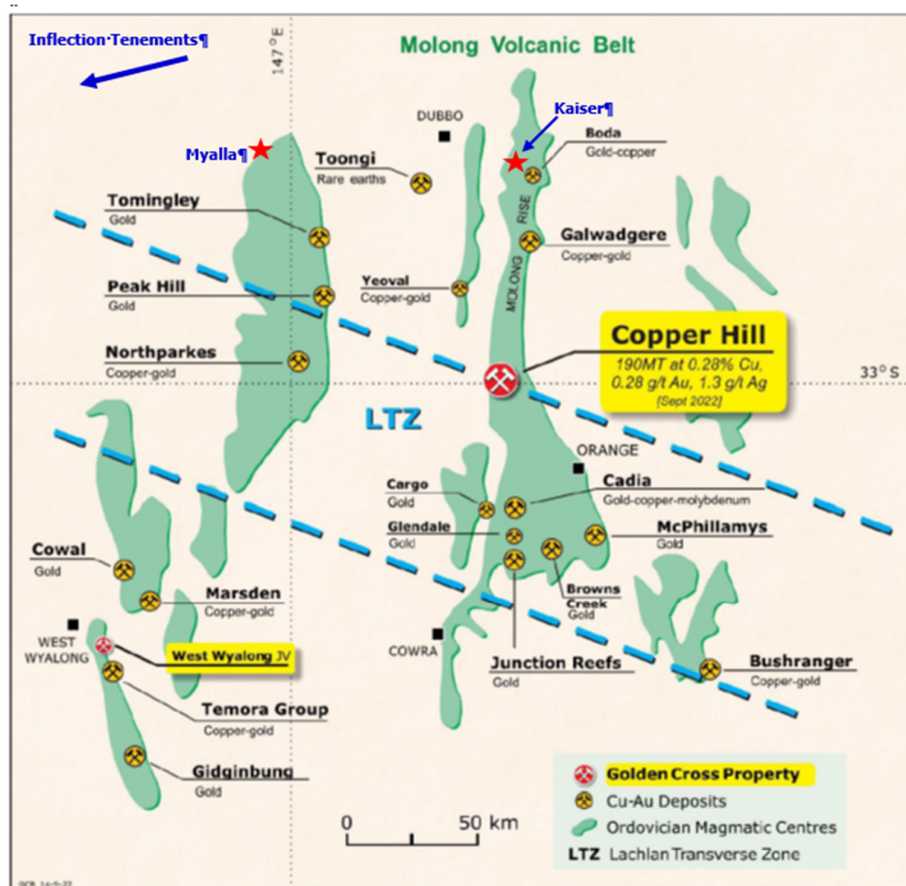 Inflection·Tenements¶
147°E
Molong Volcanic Belt
Kaiser¶
DUBBO
Boda
Gold-copper
Myalla¶
Toongi
Rare earths
Tomingley
Gold
MOLONG RISE
Galwadgere
Copper-gold
Peak Hill
Gold
Yeoval
Copper-gold
Copper Hill
190MT at 0.28% Cu,
0.28 g/t Au, 1.3 g/t Ag
[Sept 2022]
Northparkes
Copper-gold
33°S
LTZ
ORANGE
Cargo
Gold
Cadia
Gold-copper-molybdenum
Glendale
Gold
McPhillamys
Gold
Cowal
Gold
Browns
Creek
Gold
Marsden
Copper-gold
WEST
WYALONG
West Wyalong JV
COWRA
Junction Reefs
Gold
Bushranger
Copper-gold
Temora Group
Copper-gold
Gidginbung
Gold
0 50 km
Golden Cross Property
Cu-Au Deposits
Ordovician Magmatic Centres
LTZ Lachlan Transverse Zone